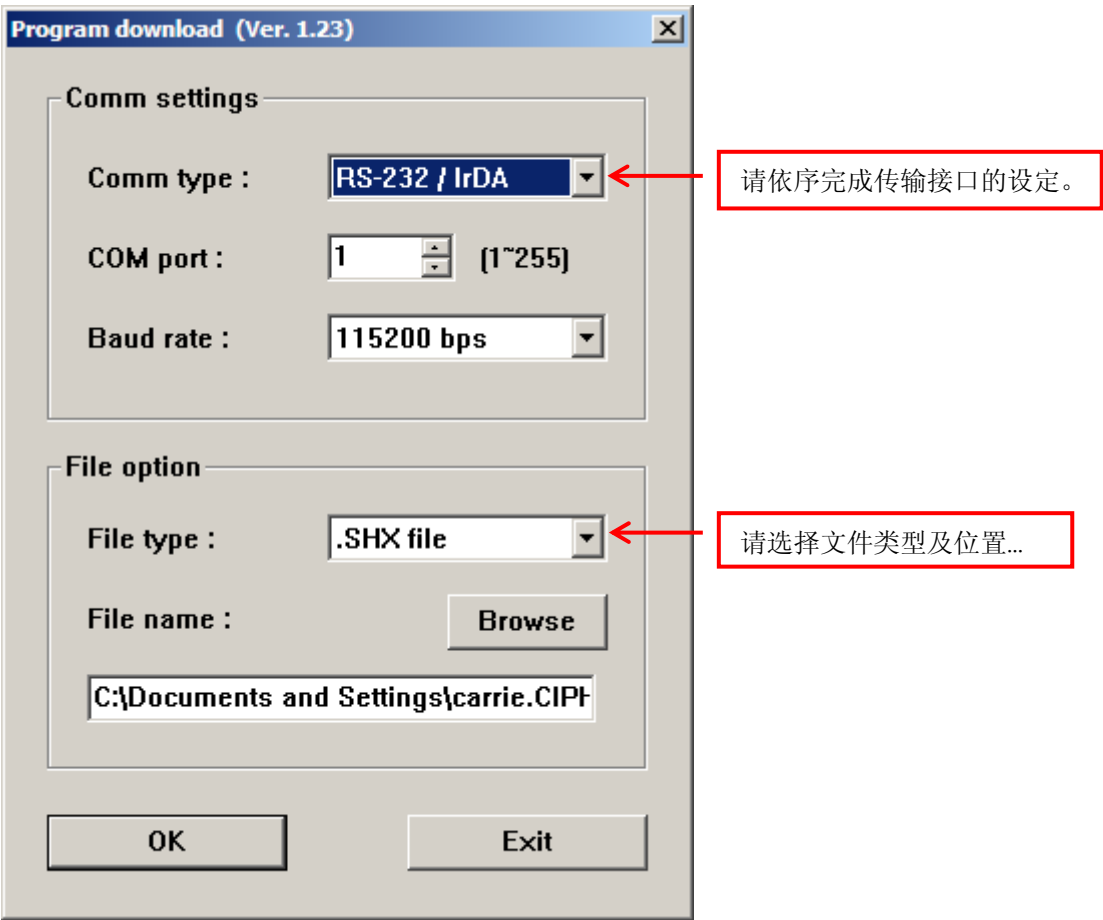 Program download  (Ver. 1.23)
Comm settings
Comm type :
RS-232 / IrDA
请依序完成传输接口的设定。
COM port :
1
(1~255)
Baud rate :
115200 bps
File option
File type :
.SHX file
请选择文件类型及位置…
File name :
Browse
C:\Documents and Settings\carrie.CIPH
OK
Exit